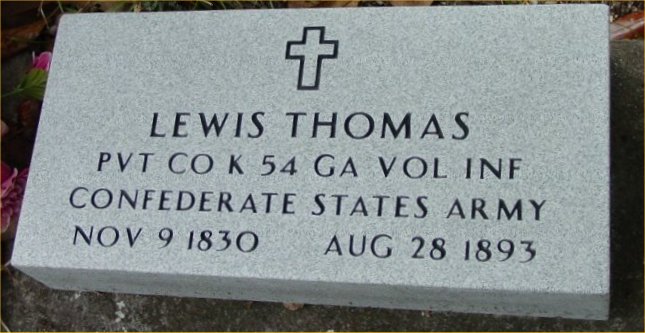 LEWIS THOMAS
PVT CO K 54 GA VOL INF
CONFEDERATE STATES ARMY
NOV 9 1830 AUG 28 1893